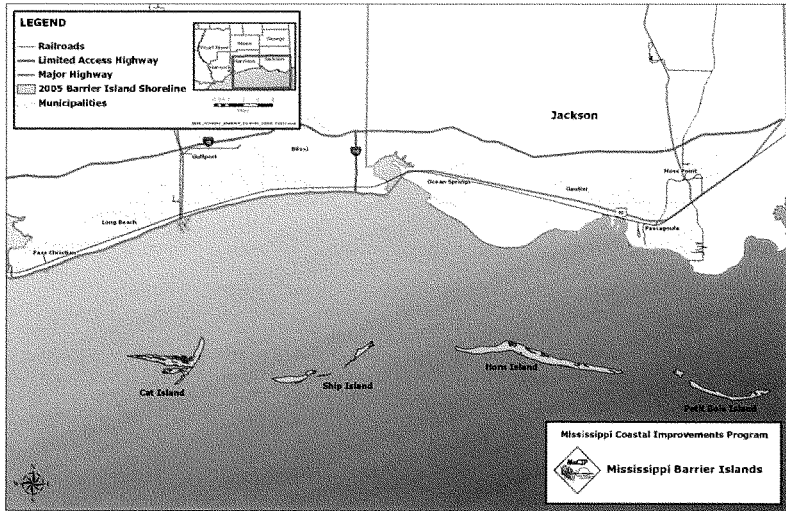 LEGEND
Railroads
Limited Access Highway
Major Highway
2005 Barrier Island Shoreline
Municipalities
Jackson
Gulfport
Biloxi
Ocean Springs
Gautier
Moss Point
Pascagoula
Long Beach
Pass Christian
Cat Island
Ship Island
Horn Island
Petit Bois Island
Mississippi Coastal Improvements Program
MsCIP
Mississippi Barrier Islands